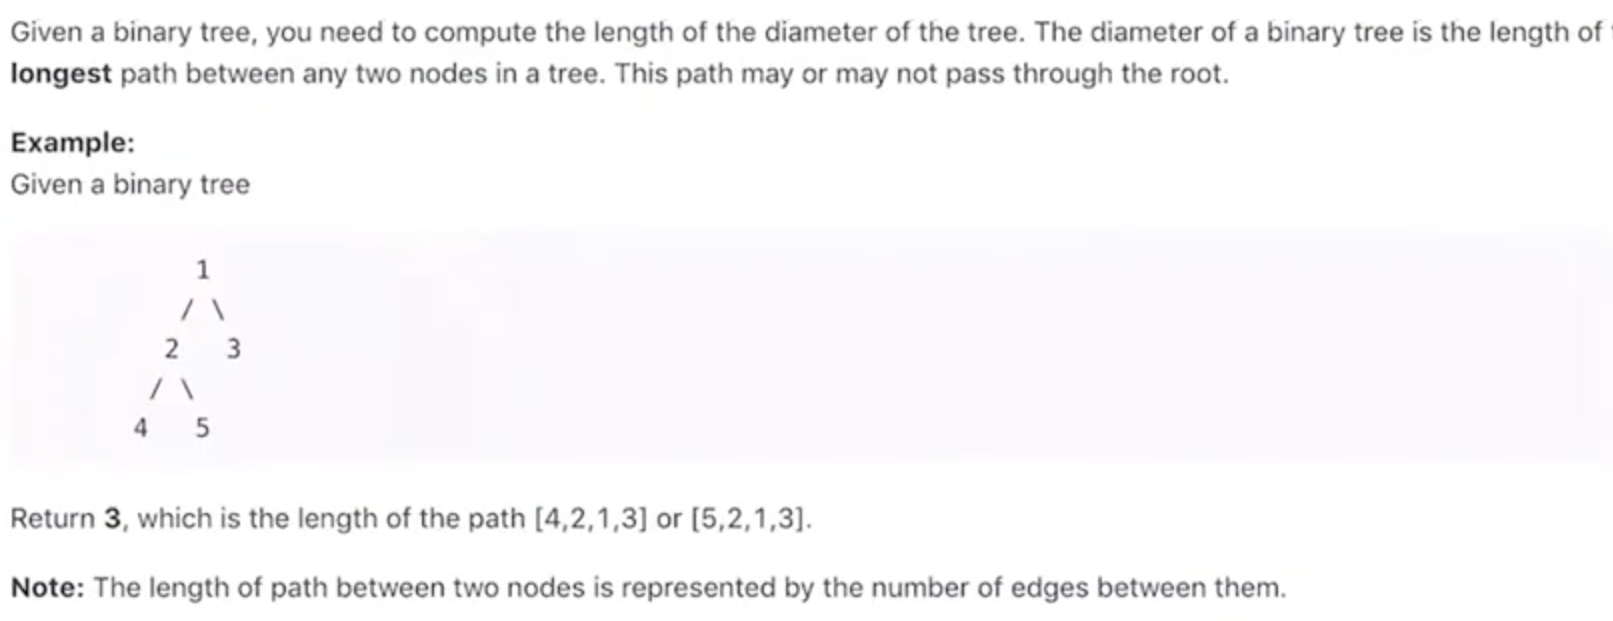 Given a binary tree, you need to compute the length of the diameter of the tree. The diameter of a binary tree is the length of
longest path between any two nodes in a tree. This path may or may not pass through the root.
Example:
Given a binary tree
1
/ \
2 3
/ \
4 5
Return 3, which is the length of the path [4,2,1,3] or [5,2,1,3].
Note: The length of path between two nodes is represented by the number of edges between them.